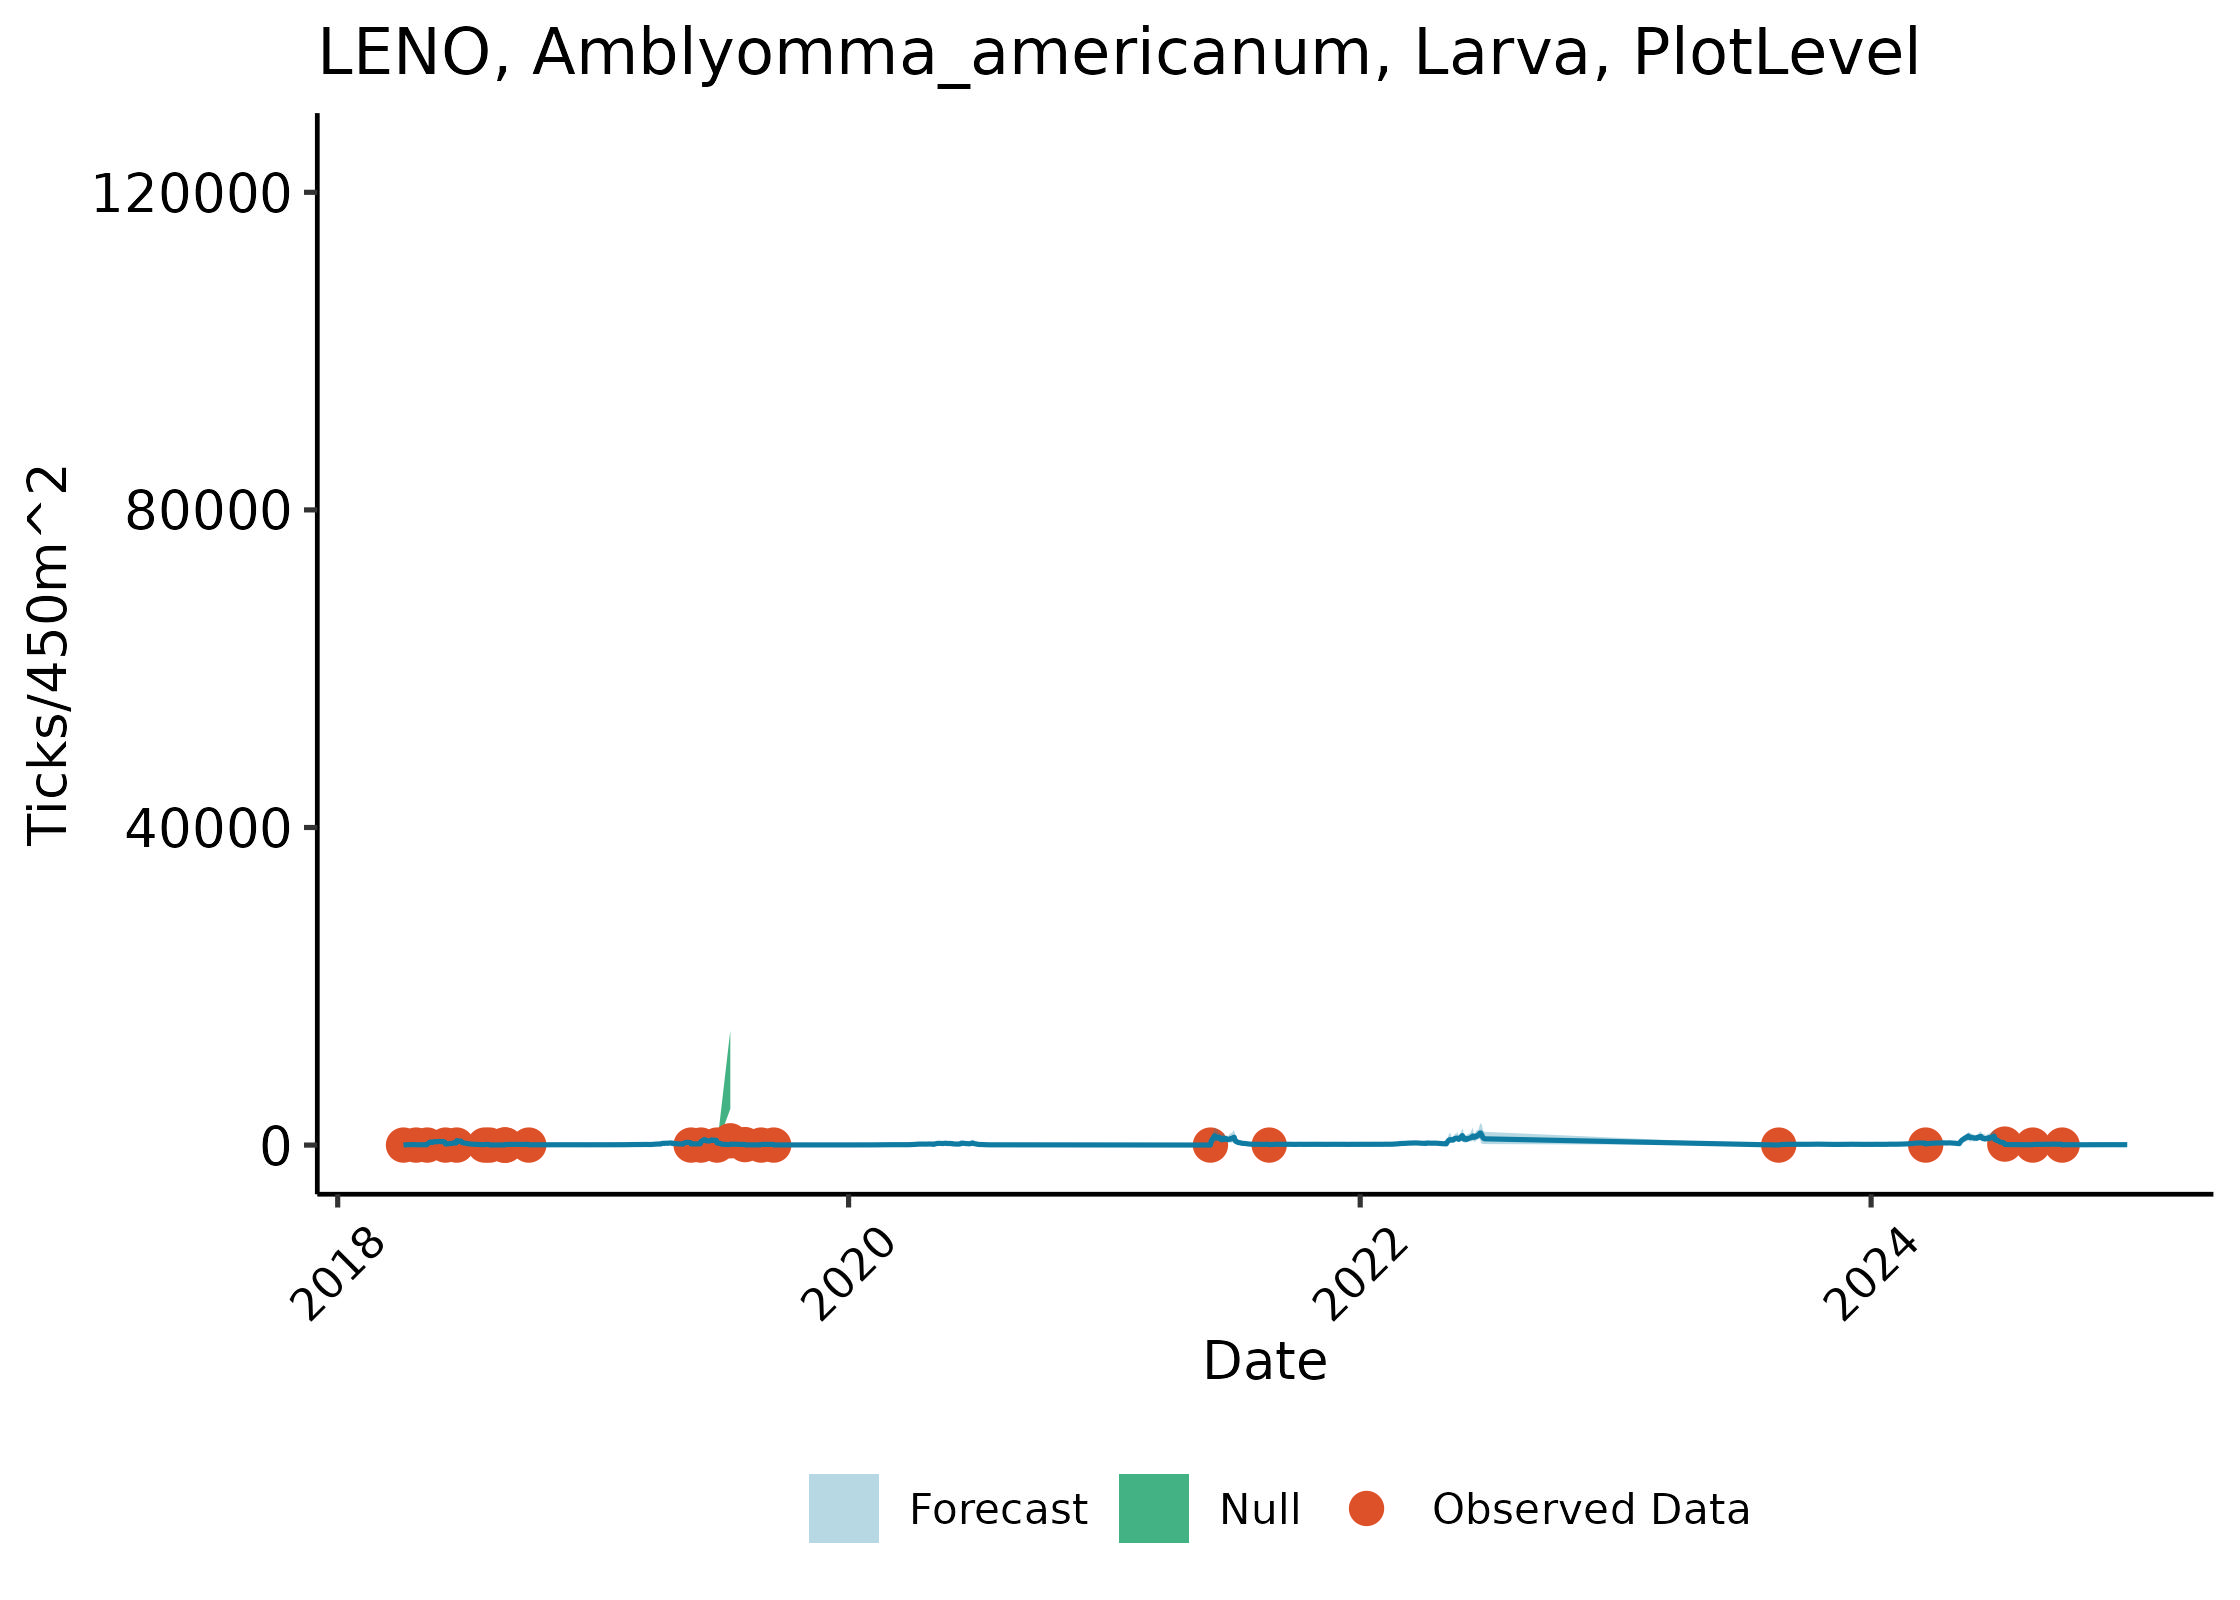 LENO, Amblyomma_americanum, Larva, PlotLevel
Ticks/450m^2
120000
80000
40000
0
2018
2020
2022
2024
Date
Forecast
Null
Observed Data